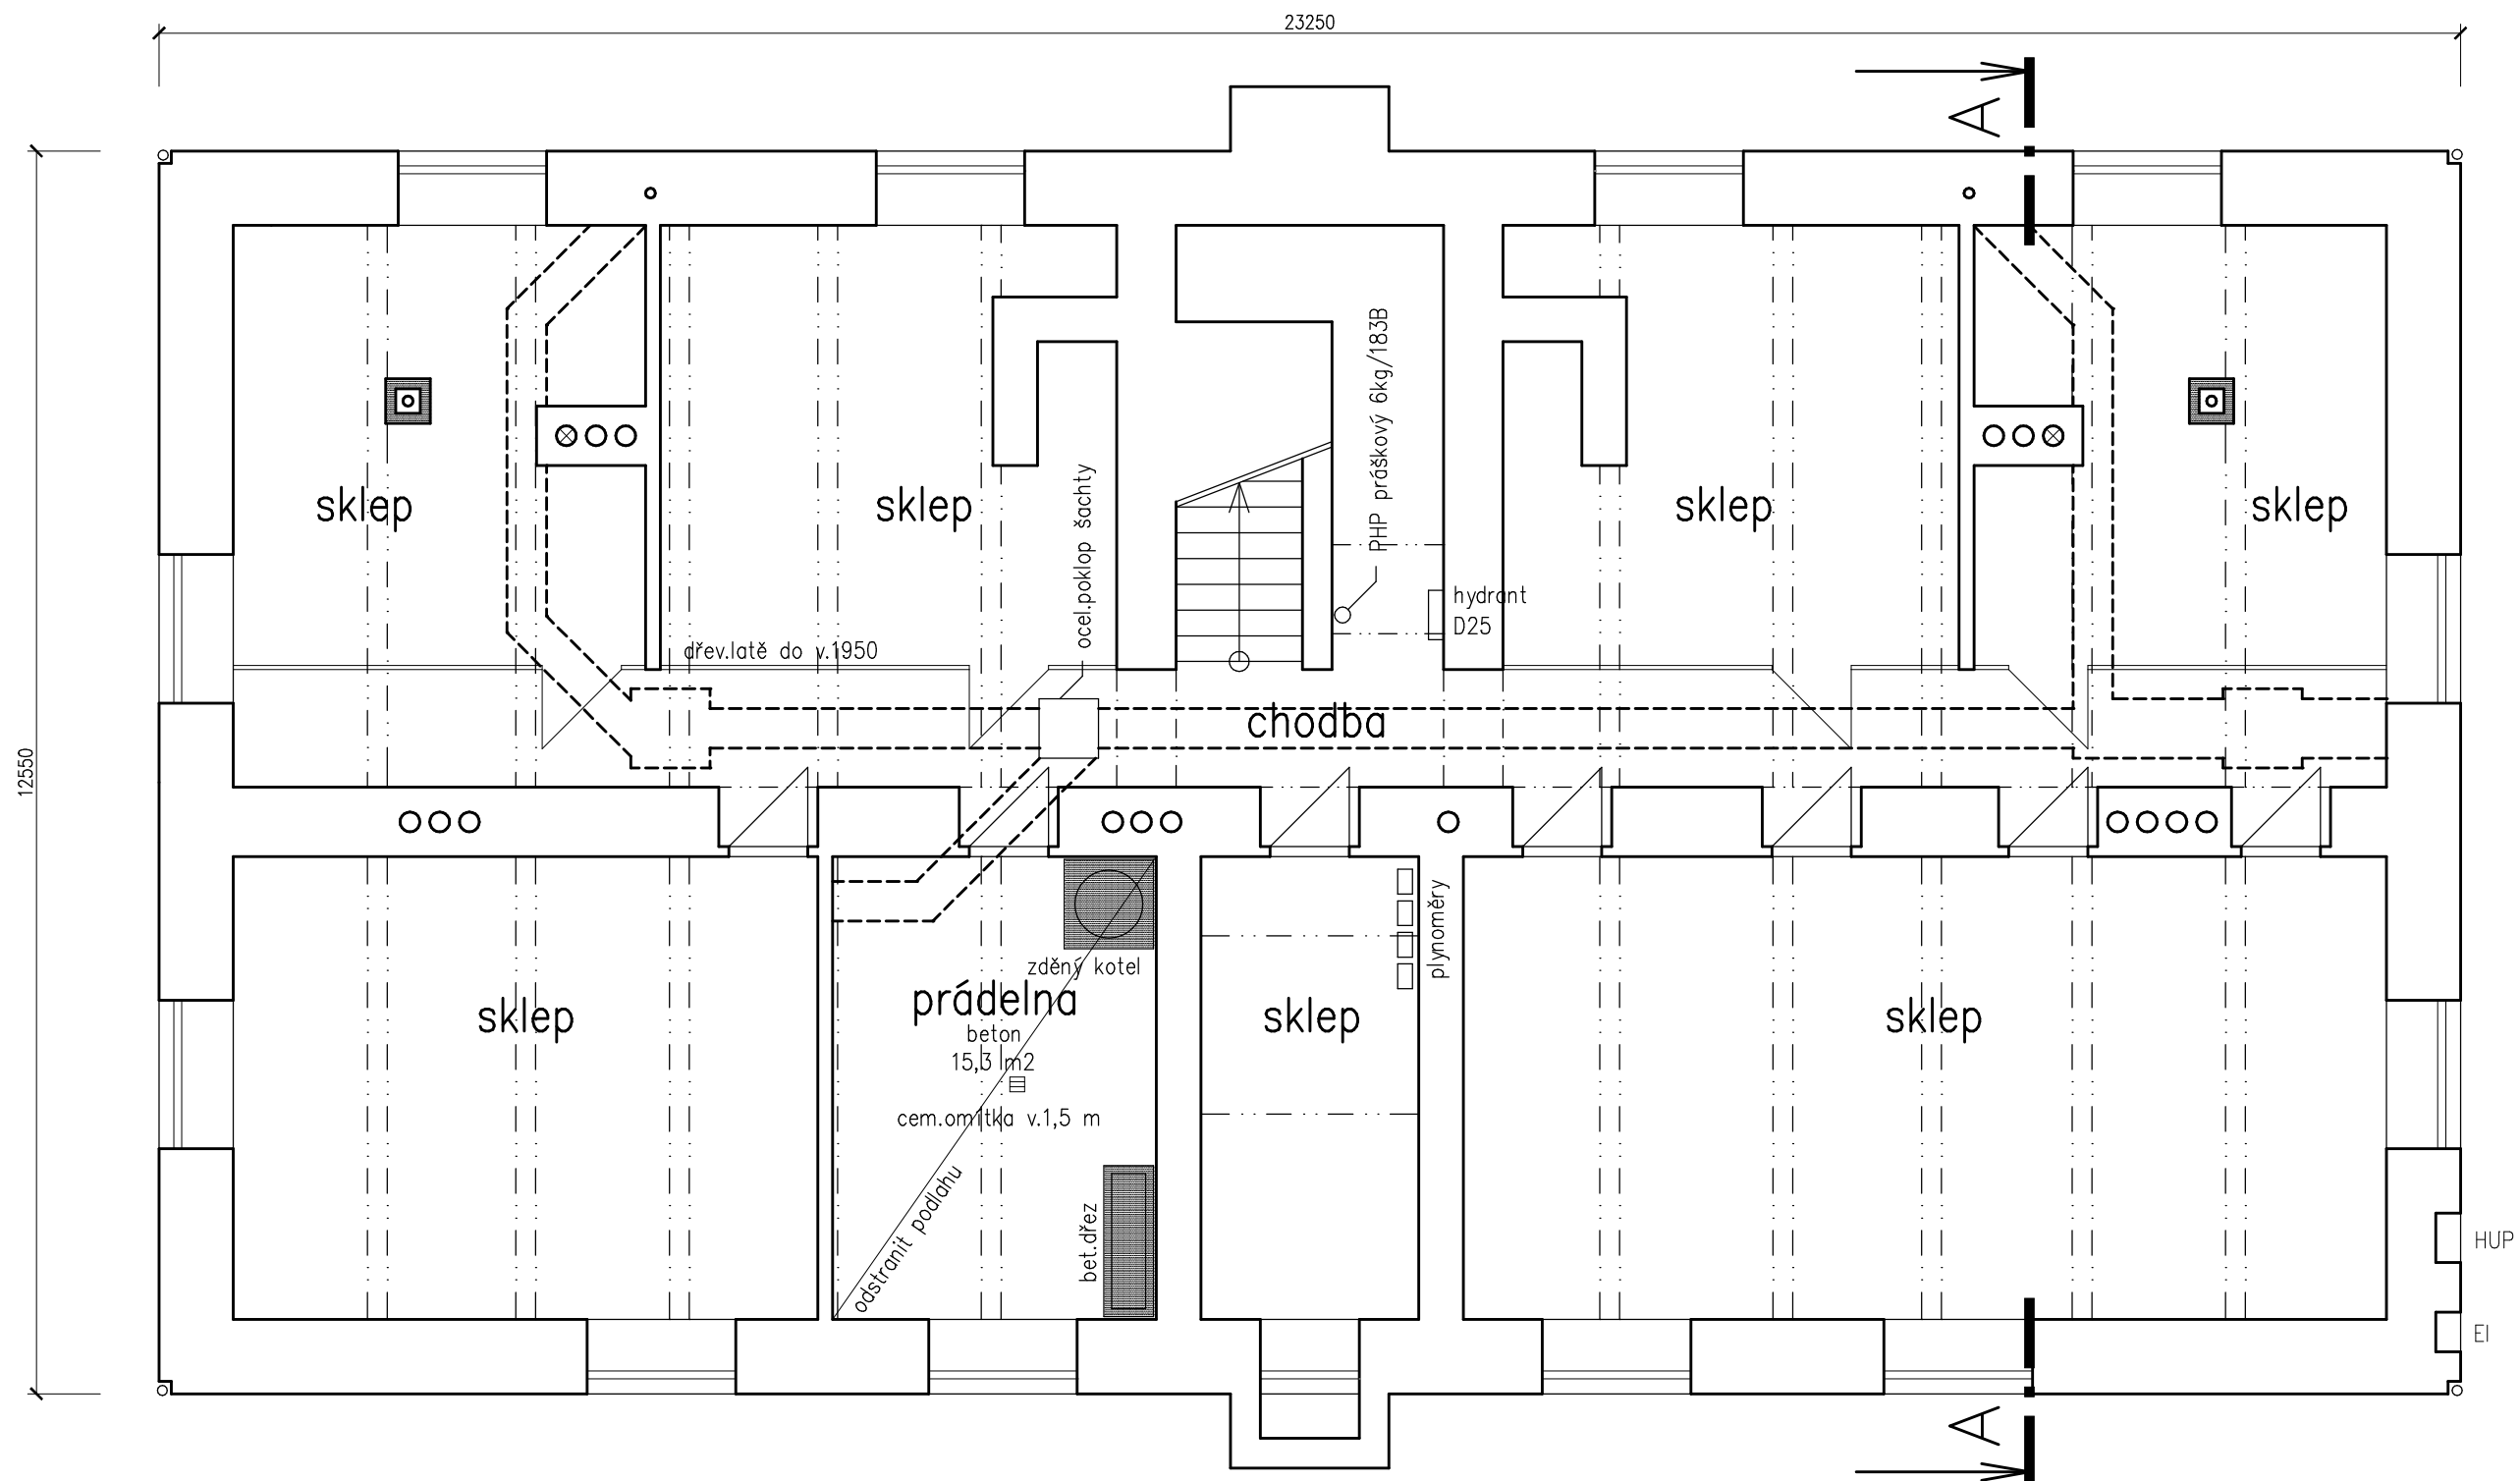 23250
A
12550
PHP práškový 6kg/183B
ocel.poklop šachty
sklep
sklep
sklep
sklep
hydrant
D25
dřev.latě do v.1950
chodba
plynoměry
zděný kotel
prádelna
beton
15,3 m2
cem.omítka v.1,5 m
odstranit podlahu
bet.dřez
sklep
sklep
sklep
HUP
El
A